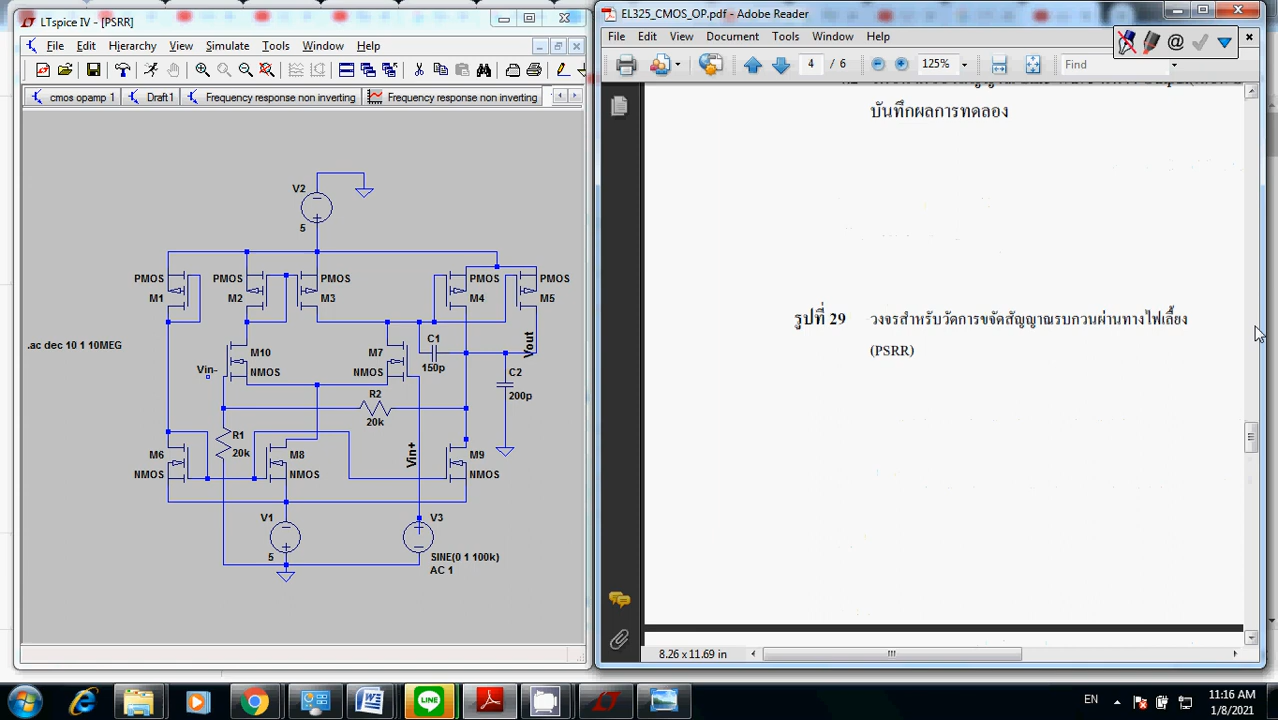 LTspice IV - [PSRR]
File Edit Hierarchy View Simulate Tools Window Help
cmos opamp 1
Draft1
Frequency response non inverting
Frequency response non inverting
V2
5
PMOS
M1
PMOS
M2
PMOS
M3
PMOS
M4
PMOS
M5
.ac dec 10 1 10MEG
Vin-
M10
NMOS
M7
NMOS
C1
150p
Vout
C2
200p
R2
20k
R1
20k
M6
NMOS
M8
NMOS
Vin+
M9
NMOS
V1
5
V3
SINE(0 1 100k)
AC 1
EL325_CMOS_OP.pdf - Adobe Reader
File Edit View Document Tools Window Help
4 / 6
125%
Find
บันทึกผลการทดลอง
รูปที่ 29 วงจรสำหรับวัดการขจัดสัญญาณรบกวนผ่านทางไฟเลี้ยง
(PSRR)
8.26 x 11.69 in
EN
11:16 AM
1/8/2021